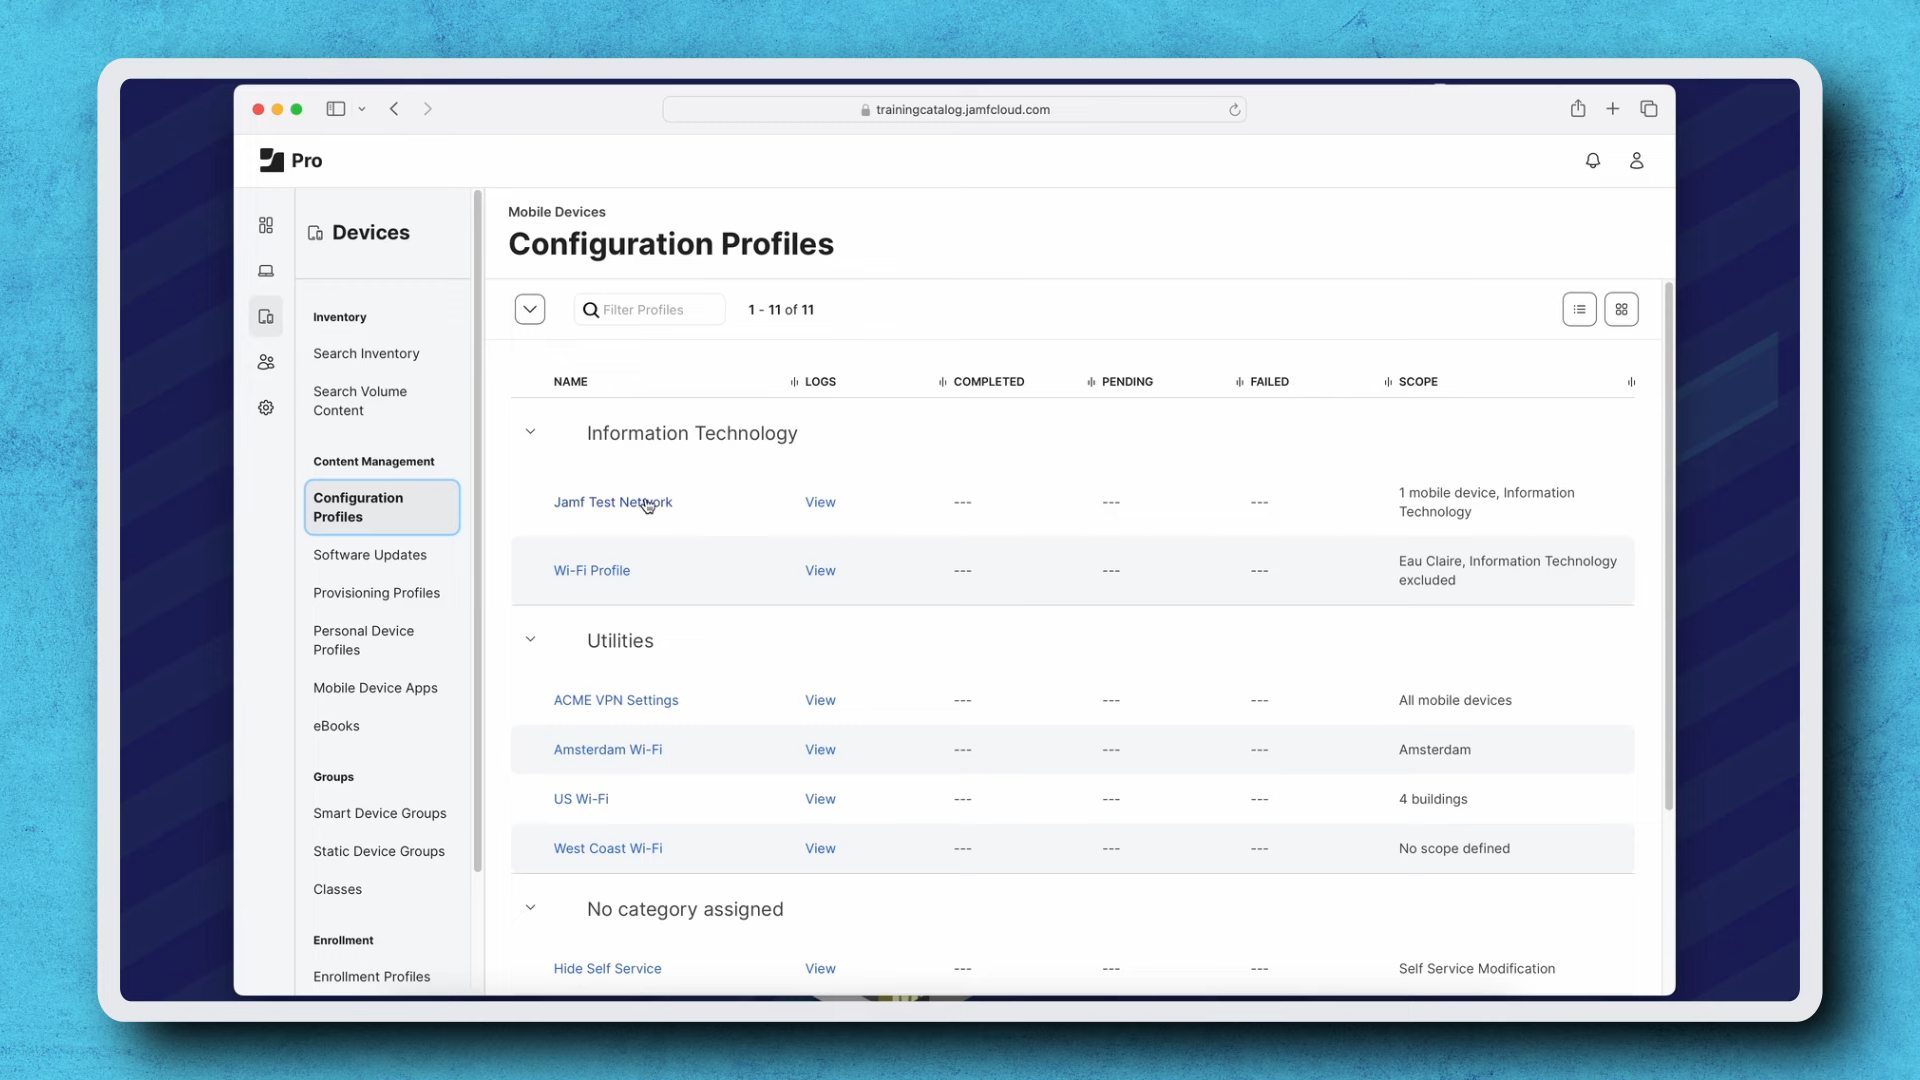 trainingcatalog.jamfcloud.com
Pro
Devices
Inventory
Search Inventory
Search Volume
Content
Content Management
Configuration
Profiles
Software Updates
Provisioning Profiles
Personal Device
Profiles
Mobile Device Apps
eBooks
Groups
Smart Device Groups
Static Device Groups
Classes
Enrollment
Enrollment Profiles
Mobile Devices
Configuration Profiles
Filter Profiles 1 - 11 of 11
NAME LOGS COMPLETED PENDING FAILED SCOPE
Information Technology
Jamf Test Network View --- --- --- 1 mobile device, Information
Technology
Wi-Fi Profile View --- --- --- Eau Claire, Information Technology
excluded
Utilities
ACME VPN Settings View --- --- --- All mobile devices
Amsterdam Wi-Fi View --- --- --- Amsterdam
US Wi-Fi View --- --- --- 4 buildings
West Coast Wi-Fi View --- --- --- No scope defined
No category assigned
Hide Self Service View --- --- --- Self Service Modification